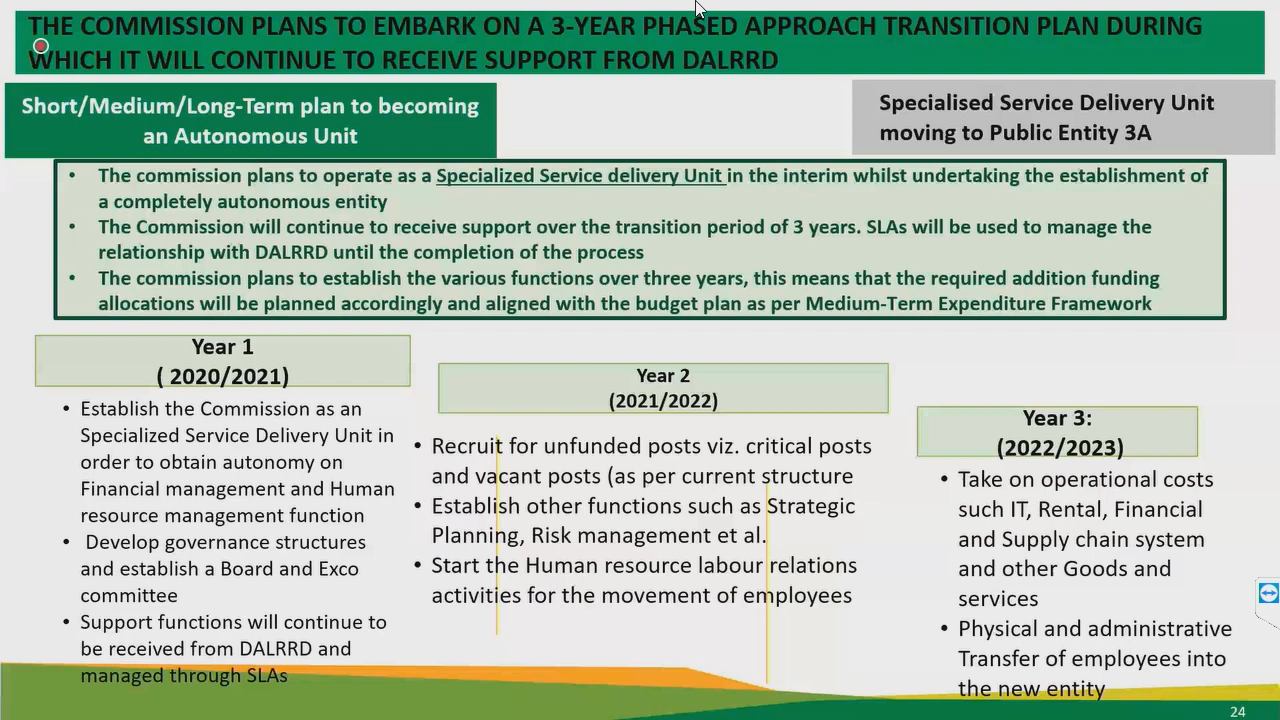 THE COMMISSION PLANS TO EMBARK ON A 3-YEAR PHASED APPROACH TRANSITION PLAN DURING
WHICH IT WILL CONTINUE TO RECEIVE SUPPORT FROM DALRRD
Short/Medium/Long-Term plan to becoming
an Autonomous Unit
Specialised Service Delivery Unit
moving to Public Entity 3A
• The commission plans to operate as a Specialized Service delivery Unit in the interim whilst undertaking the establishment of
a completely autonomous entity
• The Commission will continue to receive support over the transition period of 3 years. SLAs will be used to manage the
relationship with DALRRD until the completion of the process
• The commission plans to establish the various functions over three years, this means that the required addition funding
allocations will be planned accordingly and aligned with the budget plan as per Medium-Term Expenditure Framework
Year 1
( 2020/2021)
• Establish the Commission as an
Specialized Service Delivery Unit in
order to obtain autonomy on
Financial management and Human
resource management function
• Develop governance structures
and establish a Board and Exco
committee
• Support functions will continue to
be received from DALRRD and
managed through SLAs
Year 2
(2021/2022)
• Recruit for unfunded posts viz. critical posts
and vacant posts (as per current structure
• Establish other functions such as Strategic
Planning, Risk management et al.
• Start the Human resource labour relations
activities for the movement of employees
Year 3:
(2022/2023)
• Take on operational costs
such IT, Rental, Financial
and Supply chain system
and other Goods and
services
• Physical and administrative
Transfer of employees into
the new entity
24